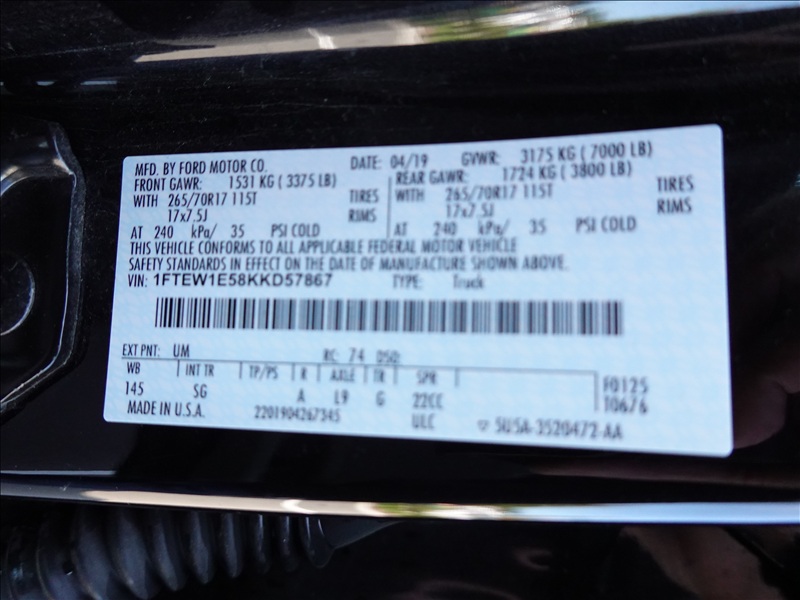 MFD. BY FORD MOTOR CO. DATE: 04/19 GVWR: 3175 KG ( 7000 LB)
FRONT GAWR: 1531 KG ( 3375 LB) REAR GAWR: 1724 KG ( 3800 LB)
WITH 265/70R17 115T TIRES WITH 265/70R17 115T TIRES
17x7.5J RIMS 17x7.5J RIMS
AT 240 kPa/ 35 PSI COLD AT 240 kPa/ 35 PSI COLD
THIS VEHICLE CONFORMS TO ALL APPLICABLE FEDERAL MOTOR VEHICLE
SAFETY STANDARDS IN EFFECT ON THE DATE OF MANUFACTURE SHOWN ABOVE.
VIN: 1FTEW1E58KKD57867 TYPE: Truck
EXT PNT: UM RC: 74 DSO:
WB INT TR TP/PS R AXLE TR SPR F0125
145 SG A L9 G 22CC 10676
MADE IN U.S.A. 2201904267345 ULC 5U5A-3520472-AA